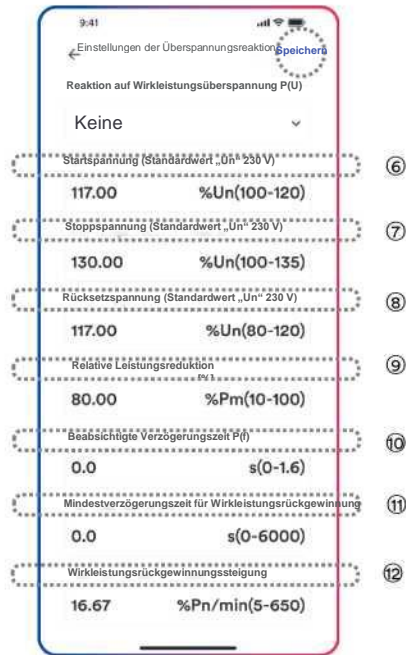 9:41
Einstellungen der Überspannungsreaktion
Speichern
Reaktion auf Wirkleistungsüberspannung P(U)
Keine
Startspannung (Standardwert „Un“ 230 V)
⑥
117.00 %Un(100-120)
Stoppspannung (Standardwert „Un“ 230 V)
⑦
130.00 %Un(100-135)
Rücksetzspannung (Standardwert „Un“ 230 V)
⑧
117.00 %Un(80-120)
Relative Leistungsreduktion
⑨
80.00 %Pm(10-100)
Beabsichtigte Verzögerungszeit P(f)
⑩
0.0 s(0-1.6)
Mindestverzögerungszeit für Wirkleistungsrückgewinnung
⑪
0.0 s(0-6000)
Wirkleistungsrückgewinnungssteigung
⑫
16.67 %Pn/min(5-650)